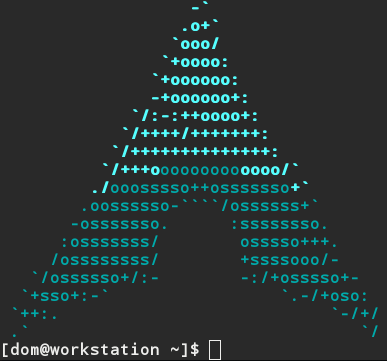 -`
                  .o+`
                 `ooo/
                `+oooo:
               `+oooooo:
               -+oooooo+:
             `/:-:++oooo+:
            `/++++/+++++++:
           `/++++++++++++++:
          `/+++ooooooooooooo/`
         ./ooosssso++osssssso+`
        .oossssso-````/ossssss+`
       -osssssso.      :ssssssso.
      :osssssss/        osssso+++.
     /ossssssss/        +ssssooo/-
   `/ossssso+/:-        -:/+osssso+-
  `+sso+:-`                 `.-/+oso:
 `++:.                           `-/+/
 .`                                 `/
[dom@workstation ~]$